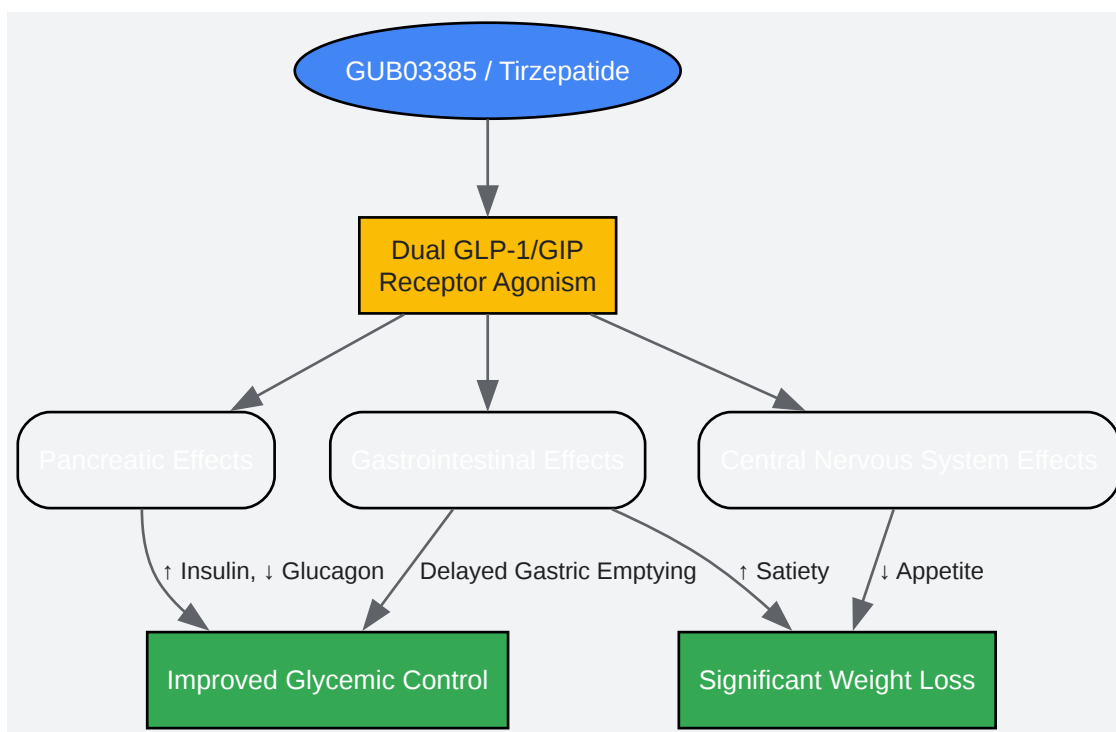 GUB03385 / Tirzepatide
Dual GLP-1/GIP
Receptor Agonism
Pancreatic Effects
Gastrointestinal Effects
Central Nervous System Effects
↑ Insulin, ↓ Glucagon
Delayed Gastric Emptying
↑ Satiety
↓ Appetite
Improved Glycemic Control
Significant Weight Loss